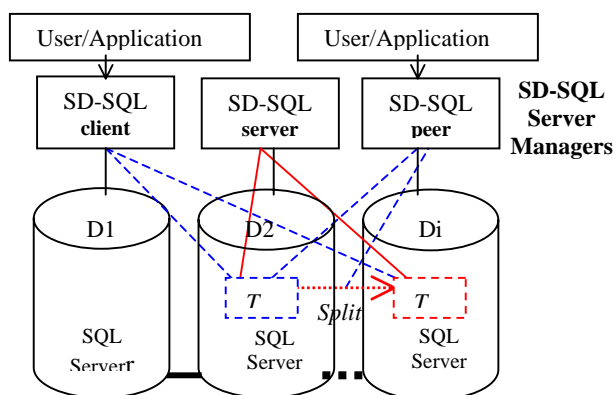 User/Application
User/Application
SD-SQL
client
SD-SQL
server
SD-SQL
peer
SD-SQL
Server
Managers
D1
D2
Di
T
T
Split
SQL
Serverr
SQL
Server
SQL
Server